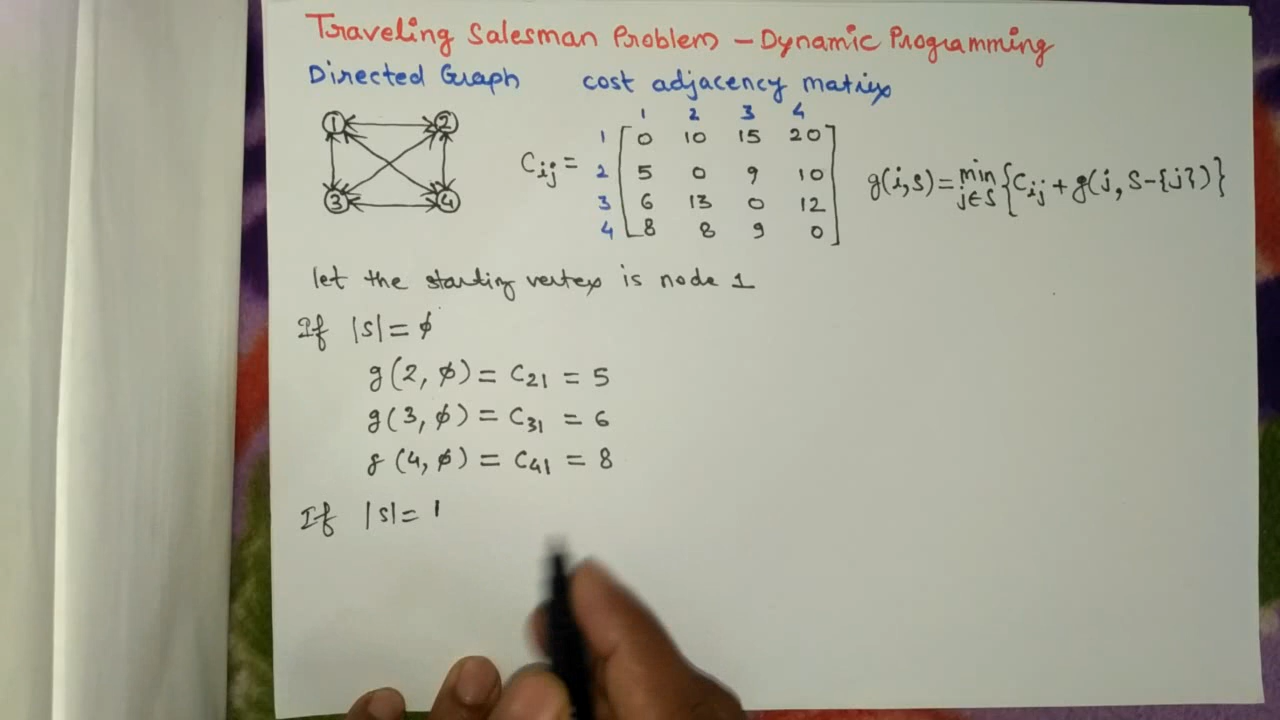 Traveling Salesman Problem – Dynamic Programming
Directed Graph cost adjacency matrix
1 2 3 4
1 2
3 4
Cij =
1 0 10 15 20
2 5 0 9 10
3 6 13 0 12
4 8 8 9 0
g(i,s) = min j∈S {Cij + g(j, S-{j})}
let the starting vertex is node 1
If |S| = ϕ
g(2, ϕ) = C21 = 5
g(3, ϕ) = C31 = 6
g(4, ϕ) = C41 = 8
If |S| = 1